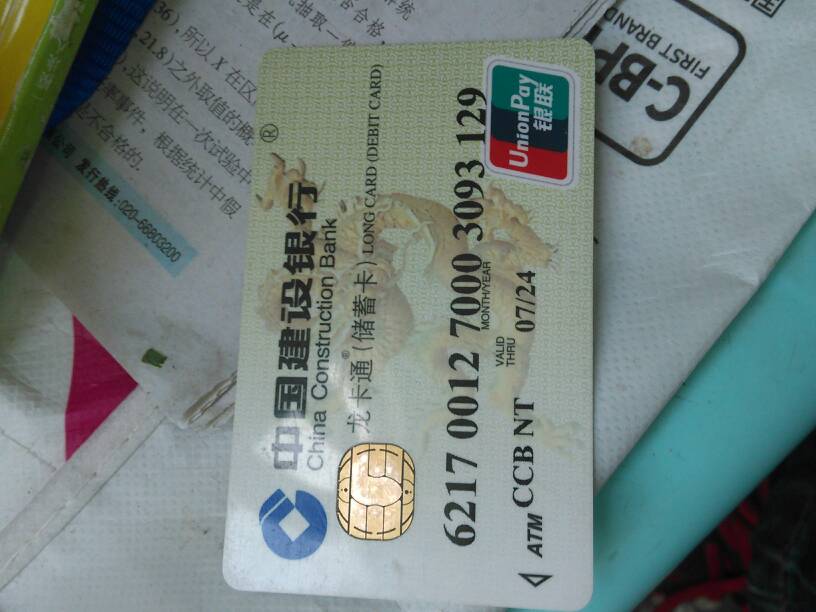 中国建设银行®
China Construction Bank
龙卡通®(储蓄卡) LONG CARD (DEBIT CARD)
6217 0012 7000 3093 129
MONTH/YEAR
VALID
THRU
07/24
ATM CCB NT
UnionPay
银联
C-BP
FIRST BRAND
所以 X 在区
21.8)之外取值的概
这说明在一次试验中
率事件，根据统计中假
是不合格的.
公司 发行热线:020-66803200